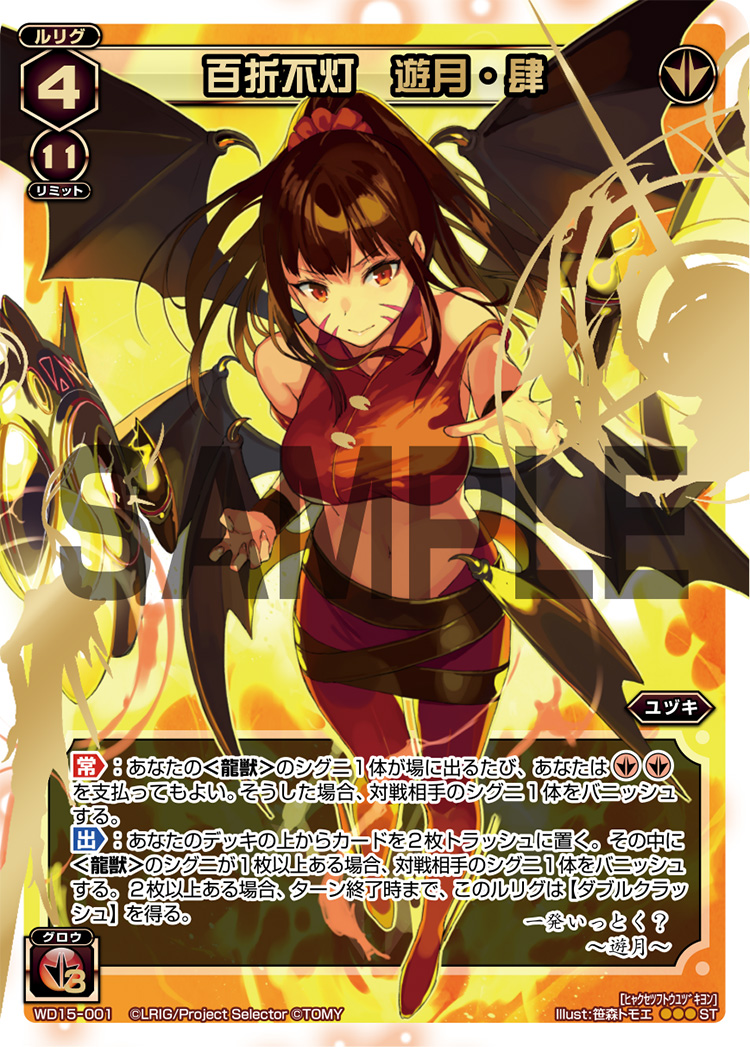 ルリグ
4
百折不灯 遊月・肆
11
リミット
SAMPLE
ユヅキ
常：あなたの<龍獣>のシグニ1体が場に出るたび、あなたは
を支払ってもよい。そうした場合、対戦相手のシグニ1体をバニッシュ
する。
出：あなたのデッキの上からカードを2枚トラッシュに置く。その中に
<龍獣>のシグニが1枚以上ある場合、対戦相手のシグニ1体をバニッシュ
する。2枚以上ある場合、ターン終了時まで、このルリグは【ダブルクラッ
シュ】を得る。
一発いっとく？
～遊月～
グロウ
3
[ヒャクセツフトウユヅキヨン]
WD15-001 ©LRIG/Project Selector ©TOMY
Illust:笹森トモエ ST